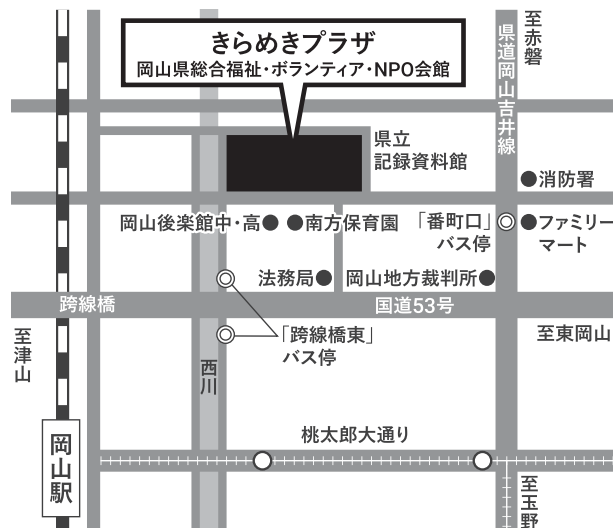 きらめきプラザ
岡山県総合福祉・ボランティア・NPO会館
至赤磐
県道岡山吉井線
県立
記録資料館
消防署
岡山後楽館中・高
南方保育園
「番町口」
バス停
ファミリー
マート
法務局
岡山地方裁判所
跨線橋
国道53号
至津山
「跨線橋東」
バス停
至東岡山
西川
桃太郎大通り
岡山駅
至玉野